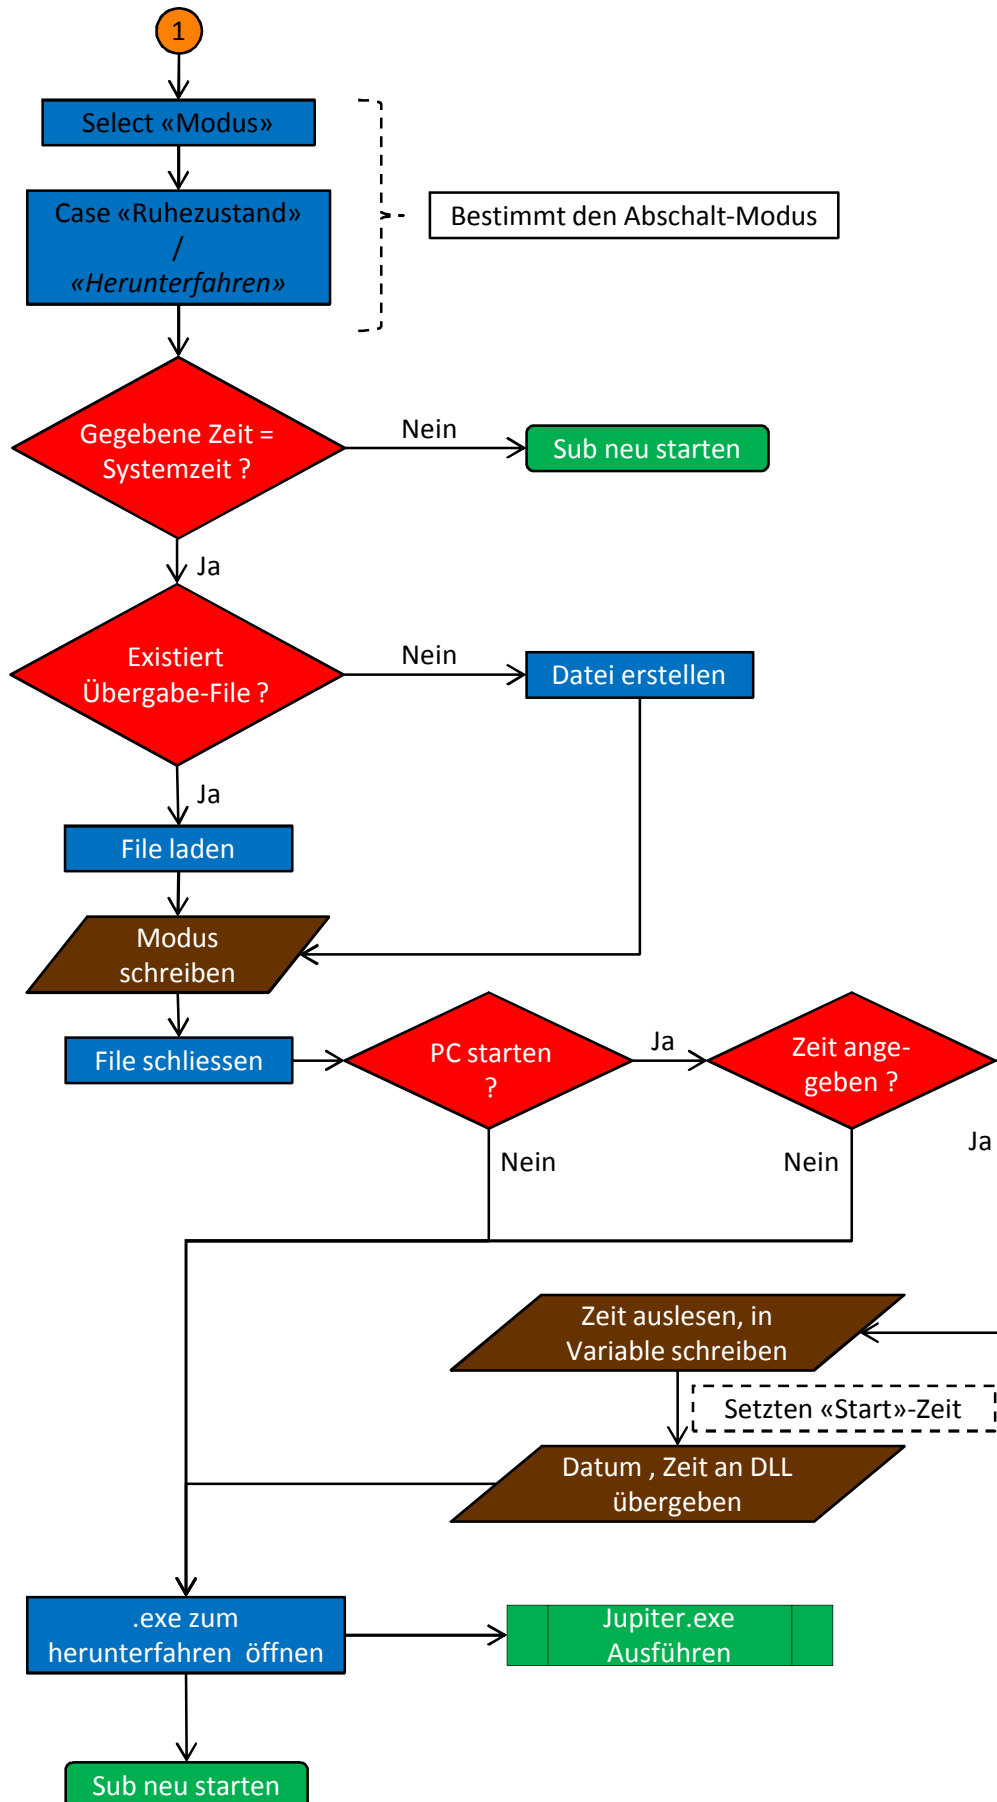 1
Select «Modus»
Case «Ruhezustand»
/
«Herunterfahren»
Bestimmt den Abschalt-Modus
Gegebene Zeit =
Systemzeit ?
Nein
Sub neu starten
Ja
Existiert
Übergabe-File ?
Nein
Datei erstellen
Ja
File laden
Modus
schreiben
File schliessen
PC starten
?
Ja
Zeit ange-
geben ?
Ja
Nein
Nein
Zeit auslesen, in
Variable schreiben
Setzten «Start»-Zeit
Datum , Zeit an DLL
übergeben
.exe zum
herunterfahren öffnen
Jupiter.exe
Ausführen
Sub neu starten